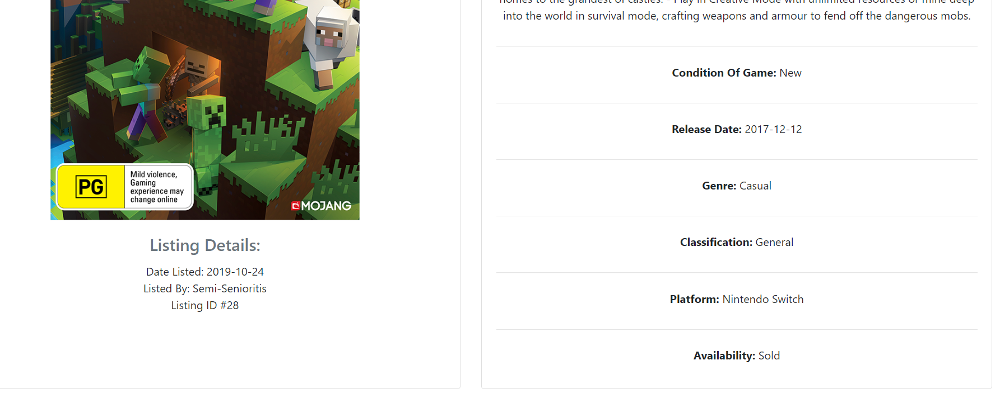 PG
Mild violence,
Gaming
experience may
change online
MOJANG
Listing Details:
Date Listed: 2019-10-24
Listed By: Semi-Senioritis
Listing ID #28
homes to the grandest of castles. - Play in Creative Mode with unlimited resources or mine deep
into the world in survival mode, crafting weapons and armour to fend off the dangerous mobs.
Condition Of Game: New
Release Date: 2017-12-12
Genre: Casual
Classification: General
Platform: Nintendo Switch
Availability: Sold